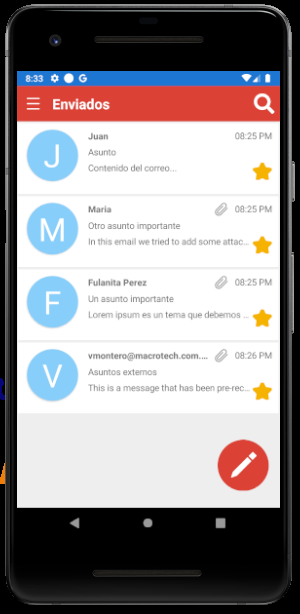 8:33
Enviados
J
Juan 08:25 PM
Asunto
Contenido del correo...
M
Maria 08:25 PM
Otro asunto importante
In this email we tried to add some attac...
F
Fulanita Perez 08:25 PM
Un asunto importante
Lorem ipsum es un tema que debemos ...
V
vmontero@macrotech.com.... 08:26 PM
Asuntos externos
This is a message that has been pre-rec...